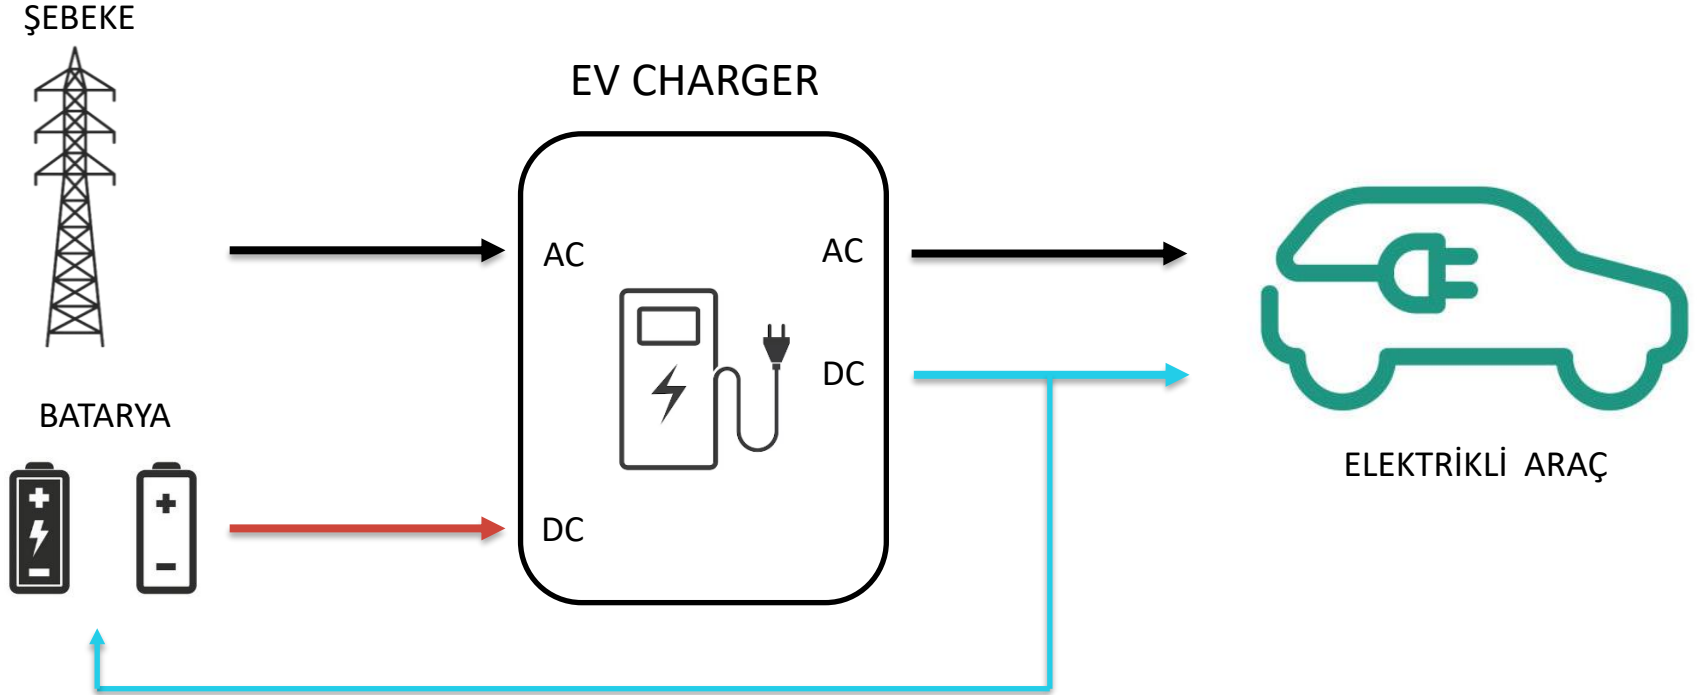 ŞEBEKE
EV CHARGER
AC
AC
DC
BATARYA
ELEKTRİKLİ ARAÇ
DC